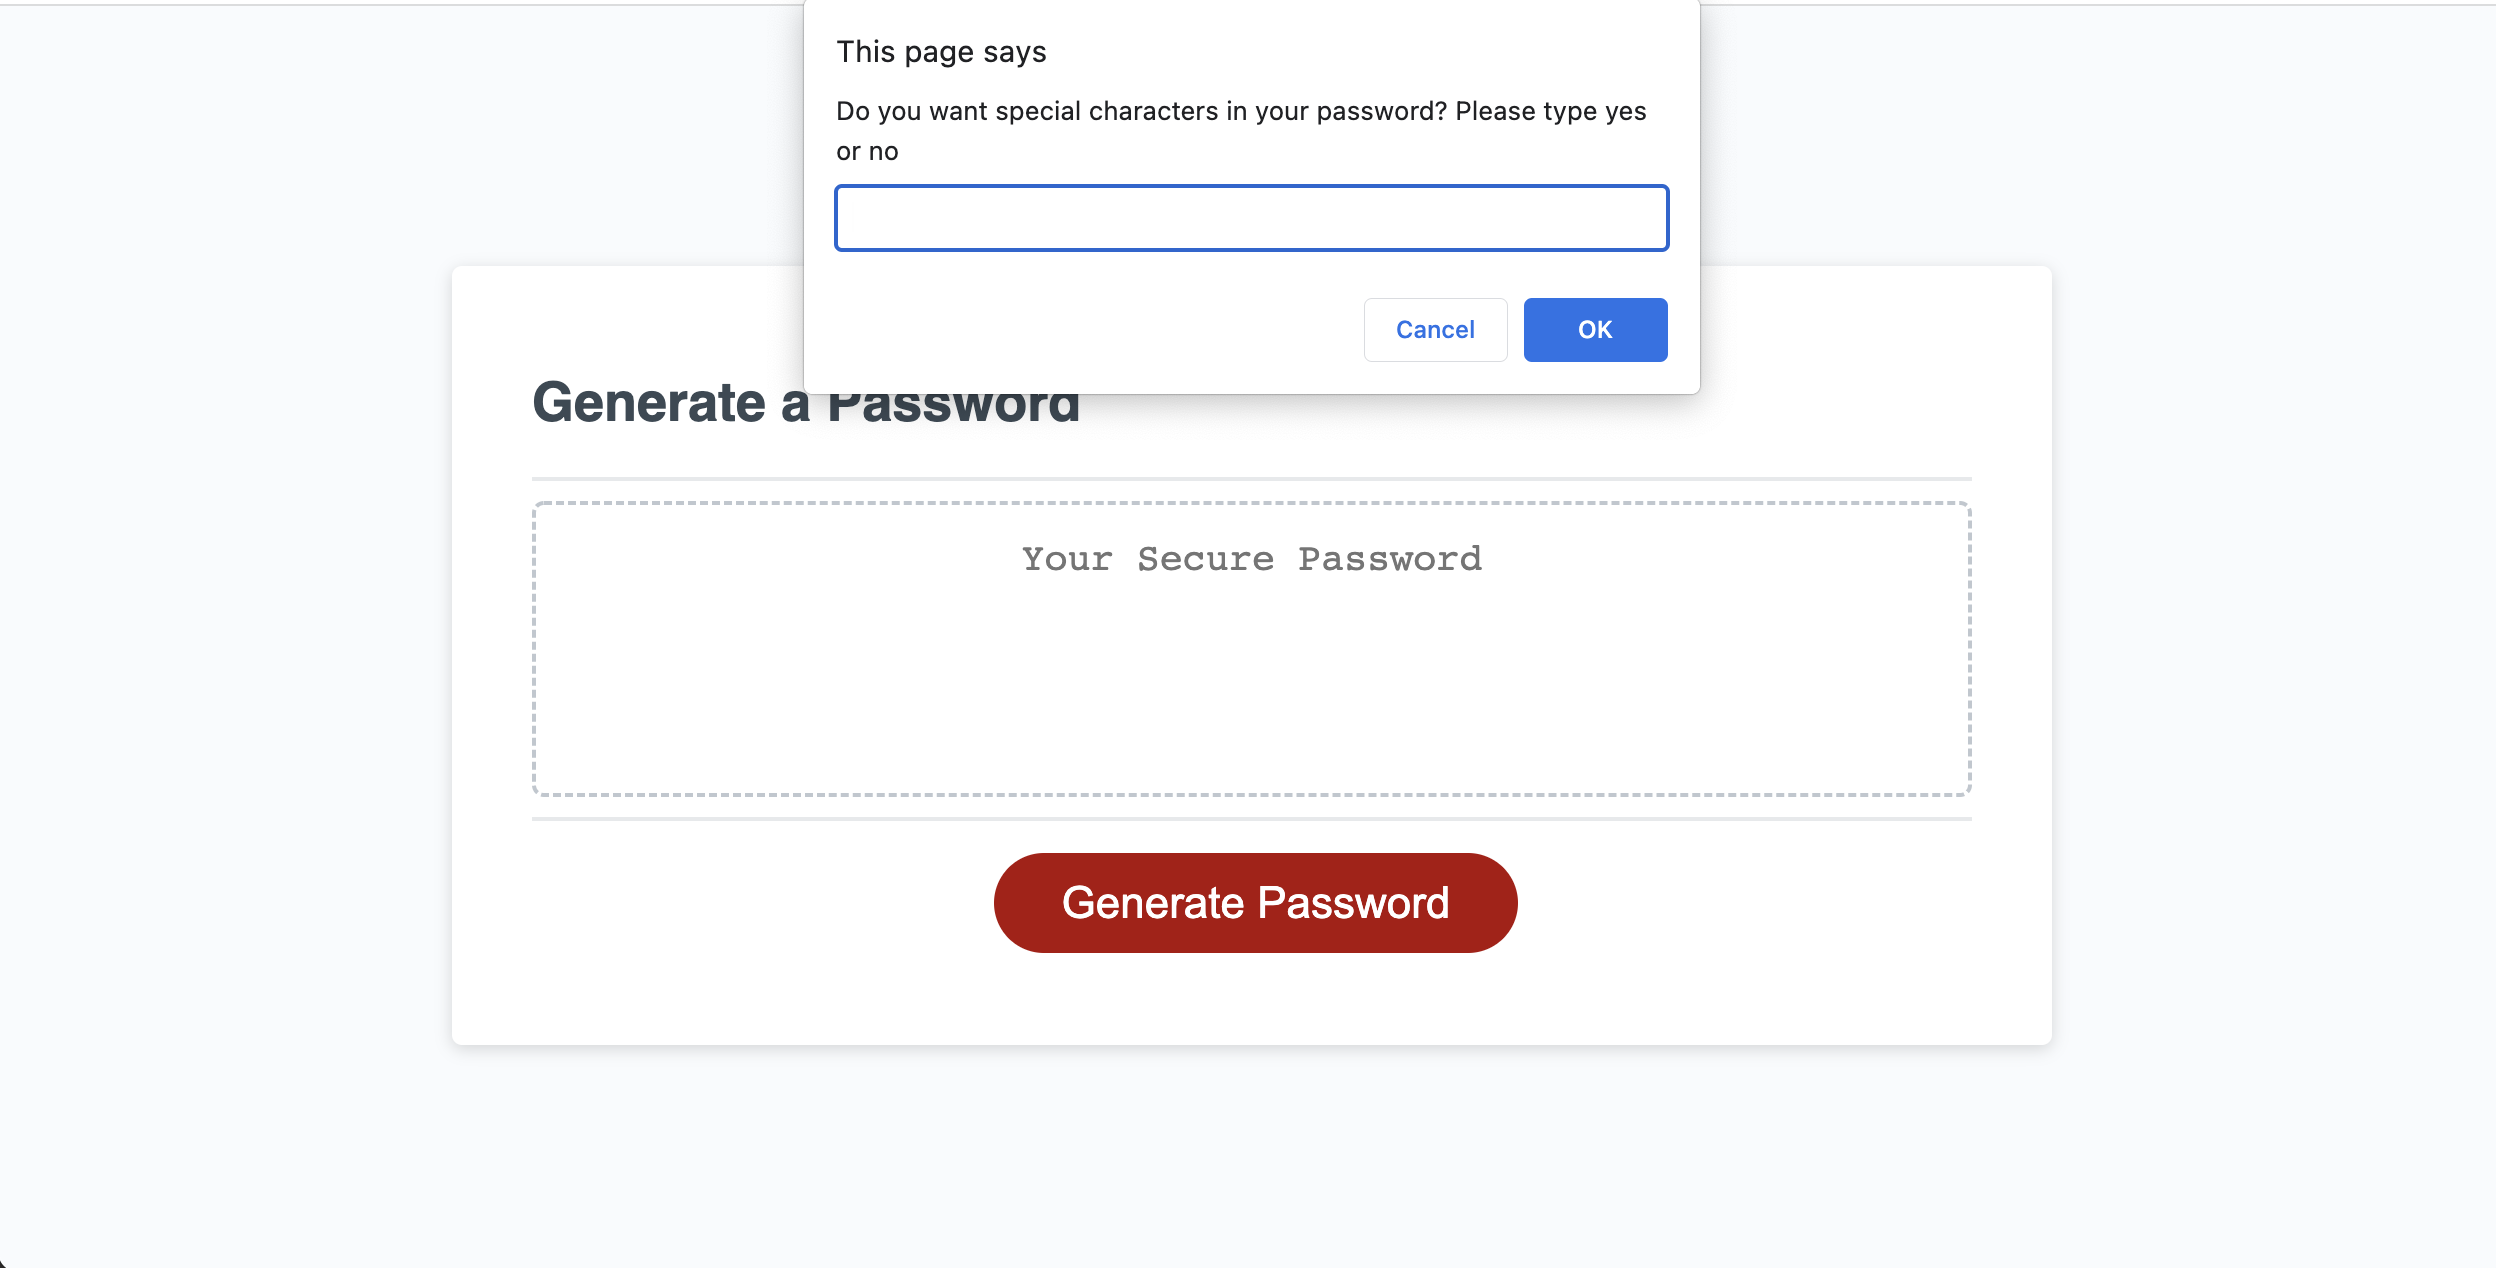 This page says
Do you want special characters in your password? Please type yes
or no
Cancel
OK
Generate a Password
Your Secure Password
Generate Password